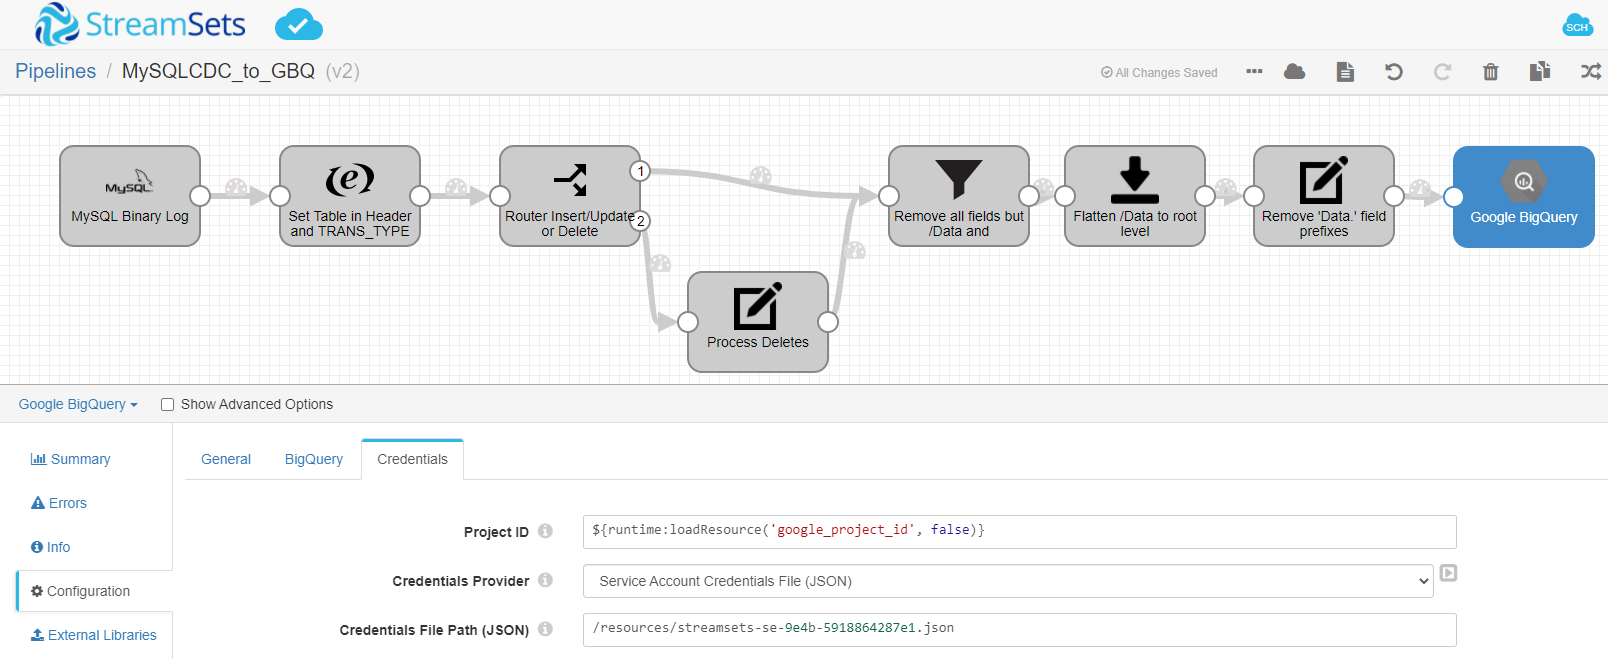 StreamSets
SCH
Pipelines / MySQLCDC_to_GBQ (v2)
All Changes Saved
MySQL
MySQL Binary Log
Set Table in Header
and TRANS_TYPE
Router Insert/Update
or Delete
1
2
Process Deletes
Remove all fields but
/Data and
Flatten /Data to root
level
Remove 'Data.' field
prefixes
Google BigQuery
Google BigQuery
Show Advanced Options
Summary
Errors
Info
Configuration
External Libraries
General
BigQuery
Credentials
Project ID
${runtime:loadResource('google_project_id', false)}
Credentials Provider
Service Account Credentials File (JSON)
Credentials File Path (JSON)
/resources/streamsets-se-9e4b-5918864287e1.json